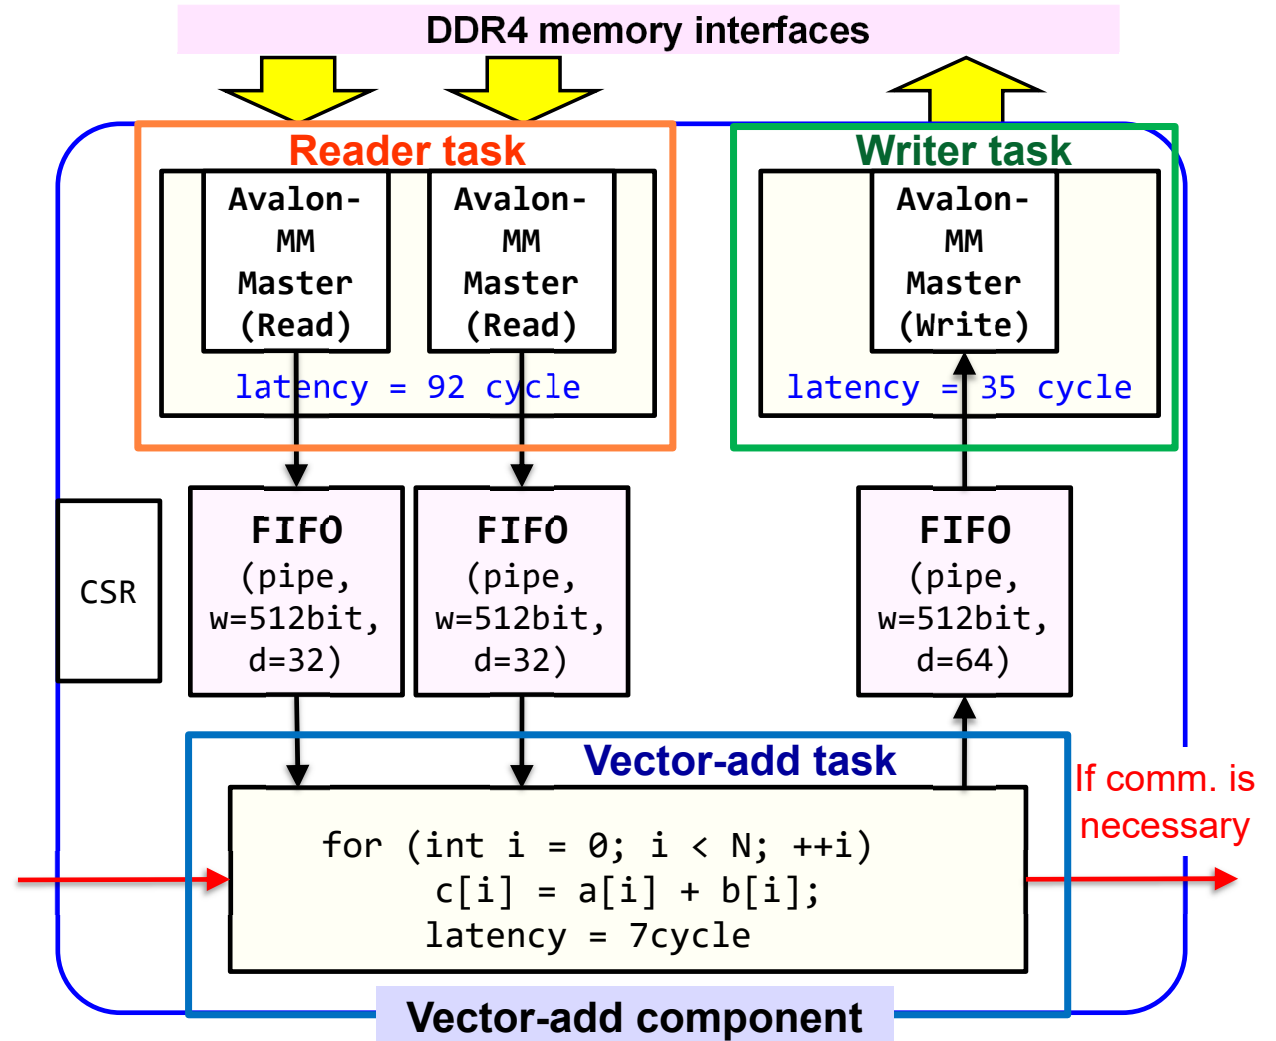 DDR4 memory interfaces
Reader task
Avalon-
MM
Master
(Read)
Avalon-
MM
Master
(Read)
latency = 92 cycle
Writer task
Avalon-
MM
Master
(Write)
latency = 35 cycle
CSR
FIFO
(pipe,
w=512bit,
d=32)
FIFO
(pipe,
w=512bit,
d=32)
FIFO
(pipe,
w=512bit,
d=64)
Vector-add task
for (int i = 0; i < N; ++i)
c[i] = a[i] + b[i];
latency = 7cycle
If comm. is
necessary
Vector-add component